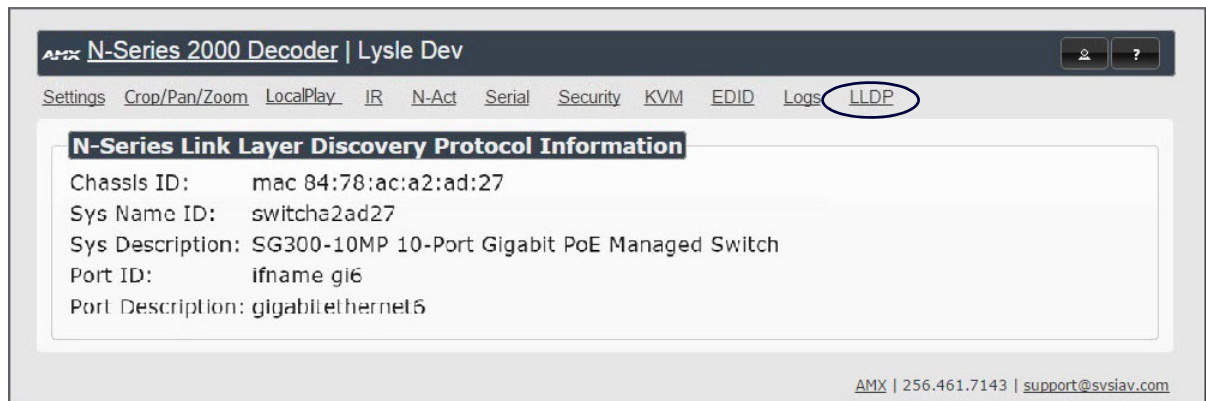 AMX N-Series 2000 Decoder | Lysle Dev ?
Settings Crop/Pan/Zoom LocalPlay IR N-Act Serial Security KVM EDID Logs LLDP
N-Series Link Layer Discovery Protocol Information
Chassis ID: mac 84:78:ac:a2:ad:27
Sys Name ID: switcha2ad27
Sys Description: SG300-10MP 10-Port Gigabit PoE Managed Switch
Port ID: ifname gi6
Port Description: gigabitethernet6
AMX | 256.461.7143 | support@svsiav.com